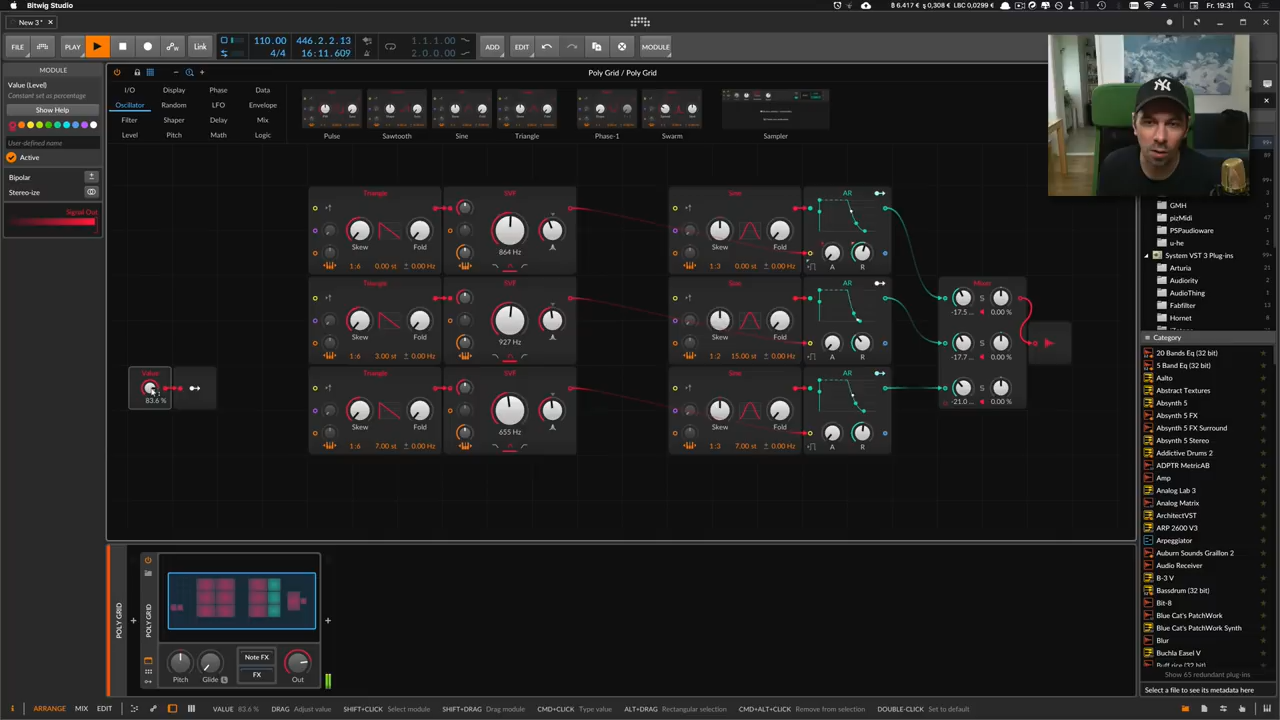 Bitwig Studio
₿ 6.417
0,308
LBC 0,0299
Fr. 19:31
New 3 *
FILE
PLAY
Link
110.00
4/4
446.2.2.13
16:11.609
1.1.1.00
2.0.0.00
ADD
EDIT
MODULE
MODULE
Value (Level)
Constant set as percentage
Show Help
User-defined name
Active
Bipolar
Stereo-ize
Signal Out
Poly Grid / Poly Grid
I/O
Display
Phase
Data
Oscillator
Random
LFO
Envelope
Filter
Shaper
Delay
Mix
Level
Pitch
Math
Logic
Pulse
Sawtooth
Sine
Triangle
Phase-1
Swarm
Sampler
Triangle
SVF
Sine
AR
Skew
Fold
864 Hz
Skew
Fold
A
R
1:6
0.00 st
± 0.00 Hz
1:3
0.00 st
± 0.00 Hz
Triangle
SVF
Sine
AR
Mixer
S
-17.5 ...
0.00 %
Skew
Fold
927 Hz
Skew
Fold
A
R
S
1:6
3.00 st
± 0.00 Hz
1:2
15.00 st
± 0.00 Hz
-17.7 ...
0.00 %
Value
83.6 %
Triangle
SVF
Sine
AR
S
-21.0 ...
0.00 %
Skew
Fold
655 Hz
Skew
Fold
A
R
1:6
7.00 st
± 0.00 Hz
1:3
7.00 st
± 0.00 Hz
GMH
pizMidi
PSPaudioware
u-he
System VST 3 Plug-ins
Arturia
Audiority
AudioThing
Fabfilter
Hornet
Category
20 Bands Eq (32 bit)
5 Band Eq (32 bit)
Aalto
Abstract Textures
Absynth 5
Absynth 5 FX
Absynth 5 FX Surround
Absynth 5 Stereo
Addictive Drums 2
ADPTR MetricAB
Amp
Analog Lab 3
Analog Matrix
ArchitectVST
ARP 2600 V3
Arpeggiator
Auburn Sounds Graillon 2
Audio Receiver
B-3 V
Bassdrum (32 bit)
Bit-8
Blue Cat's PatchWork
Blue Cat's PatchWork Synth
Blur
Buchla Easel V
Buff rice (32 bit)
Show 65 redundant plug-ins
Select a file to see its metadata here
POLY GRID
POLY GRID
Pitch
Glide
L
Note FX
FX
Out
ARRANGE
MIX
EDIT
VALUE 83.6 %
DRAG Adjust value
SHIFT+CLICK Select module
SHIFT+DRAG Drag module
CMD+CLICK Type value
ALT+DRAG Rectangular selection
CMD+ALT+CLICK Remove from selection
DOUBLE-CLICK Set to default